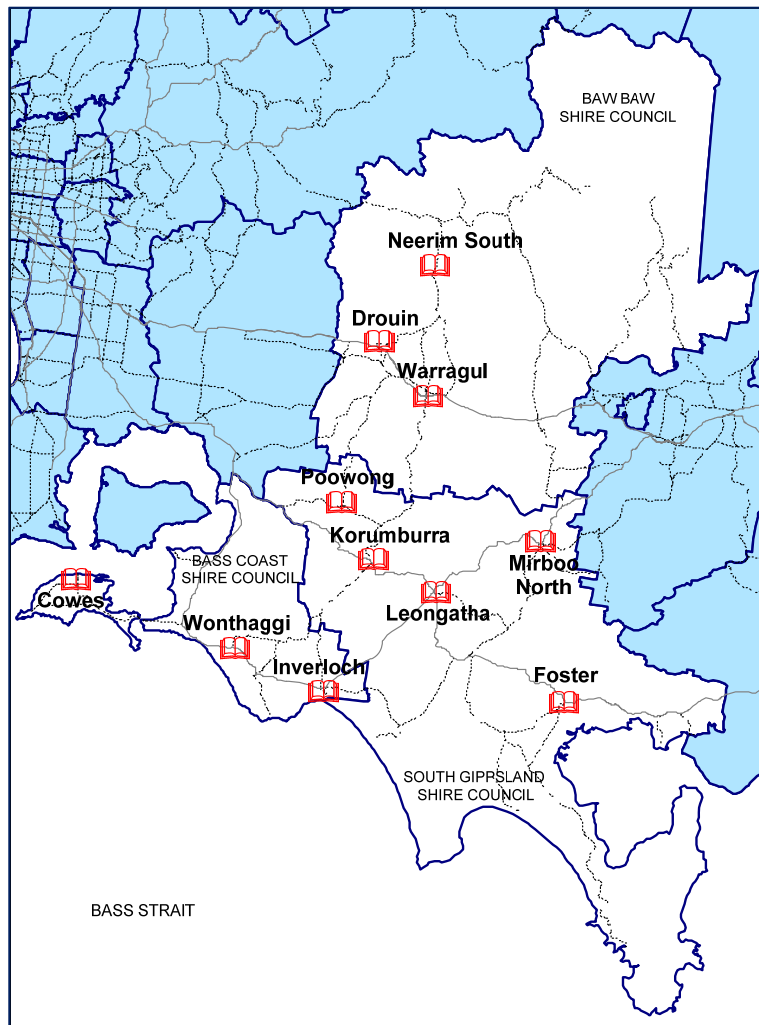 BAW BAW
SHIRE COUNCIL
Neerim South
Drouin
Warragul
Poowong
Korumburra
Mirboo
North
BASS COAST
SHIRE COUNCIL
Cowes
Leongatha
Wonthaggi
Inverloch
Foster
SOUTH GIPPSLAND
SHIRE COUNCIL
BASS STRAIT